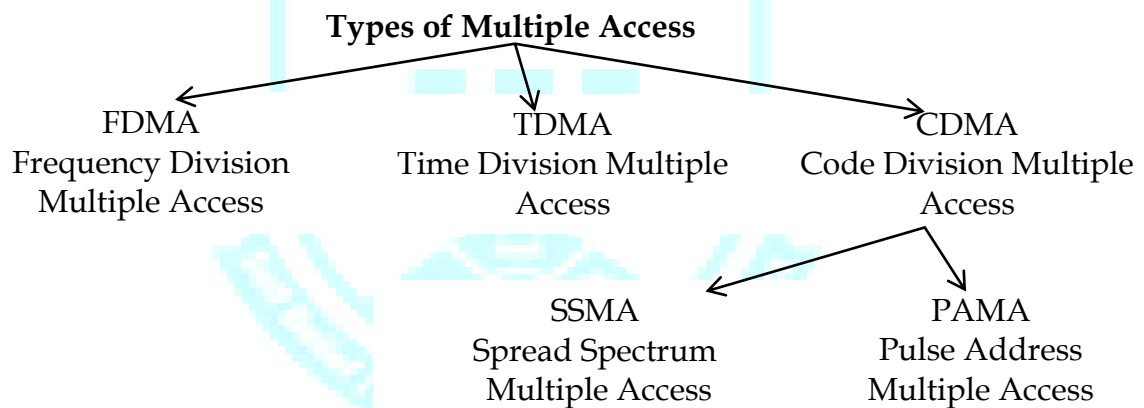 Types of Multiple Access
FDMA
Frequency Division
Multiple Access
TDMA
Time Division Multiple
Access
CDMA
Code Division Multiple
Access
SSMA
Spread Spectrum
Multiple Access
PAMA
Pulse Address
Multiple Access